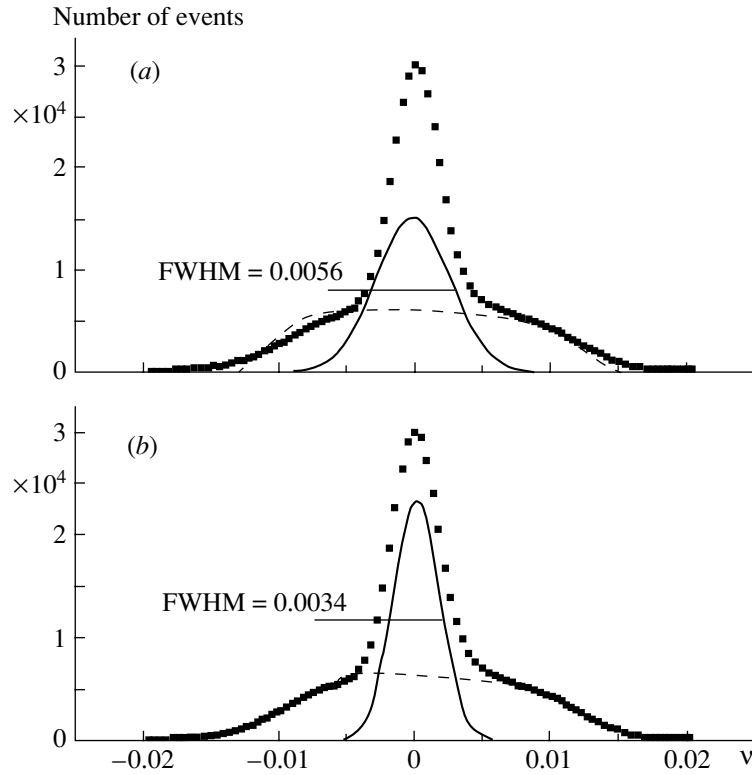 Number of events
3
(a)
×10⁴
2
1
FWHM = 0.0056
0
3
(b)
×10⁴
2
FWHM = 0.0034
1
0
−0.02 −0.01 0 0.01 0.02 ν